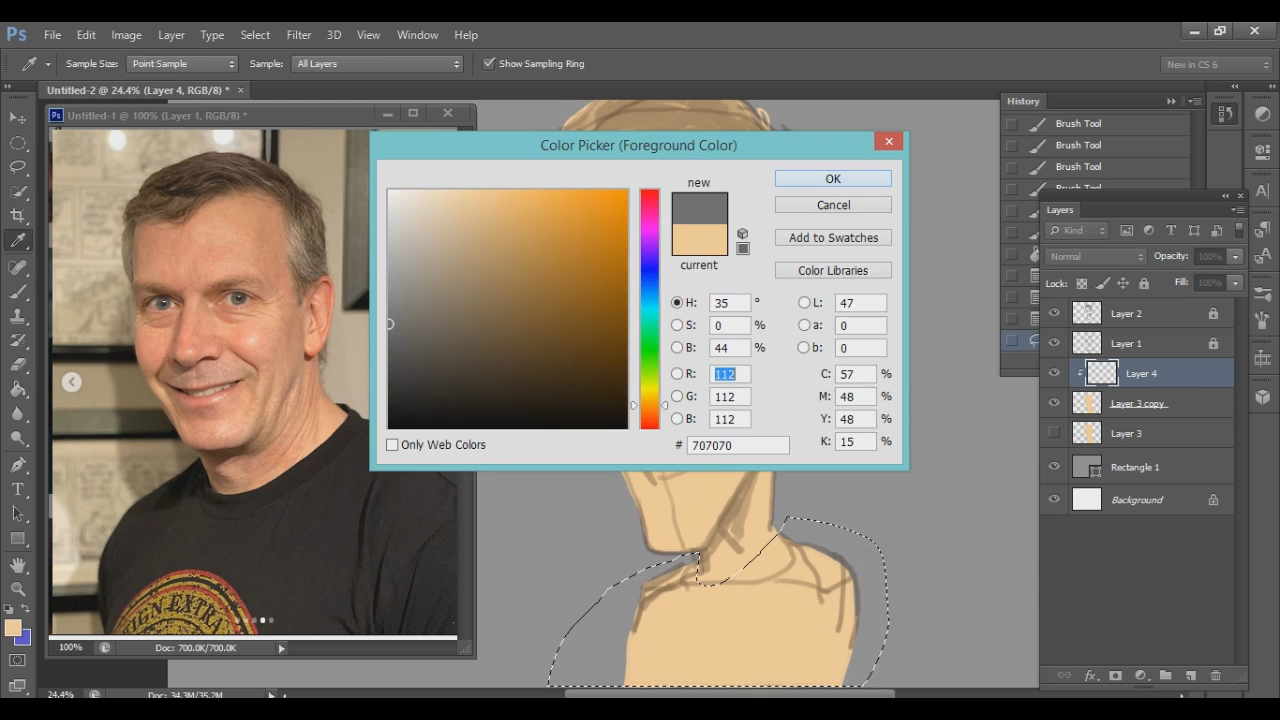 Ps File Edit Image Layer Type Select Filter 3D View Window Help
Sample Size: Point Sample Sample: All Layers Show Sampling Ring New in CS 6
Untitled-2 @ 24.4% (Layer 4, RGB/8) * ×
Ps Untitled-1 @ 100% (Layer 1, RGB/8) *
IGN EXTRA
100% Doc: 700.0K/700.0K
24.4% Doc: 34.3M/35.2M
Color Picker (Foreground Color)
new
current
OK
Cancel
Add to Swatches
Color Libraries
H: 35 °
S: 0 %
B: 44 %
R: 112
G: 112
B: 112
L: 47
a: 0
b: 0
C: 57 %
M: 48 %
Y: 48 %
K: 15 %
# 707070
Only Web Colors
History
Brush Tool
Brush Tool
Brush Tool
Brush Tool
Layers
Kind
Normal Opacity: 100%
Lock: Fill: 100%
Layer 2
Layer 1
Layer 4
Layer 3 copy
Layer 3
Rectangle 1
Background